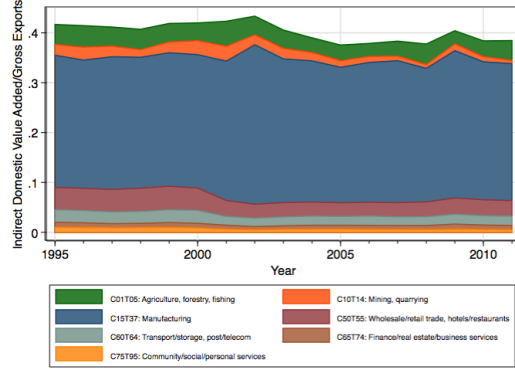 Indirect Domestic Value Added/Gross Exports
.4
.3
.2
.1
0
1995
2000
2005
2010
Year
C01T05: Agriculture, forestry, fishing
C10T14: Mining, quarrying
C15T37: Manufacturing
C50T55: Wholesale/retail trade, hotels/restaurants
C60T64: Transport/storage, post/telecom
C65T74: Finance/real estate/business services
C75T95: Community/social/personal services